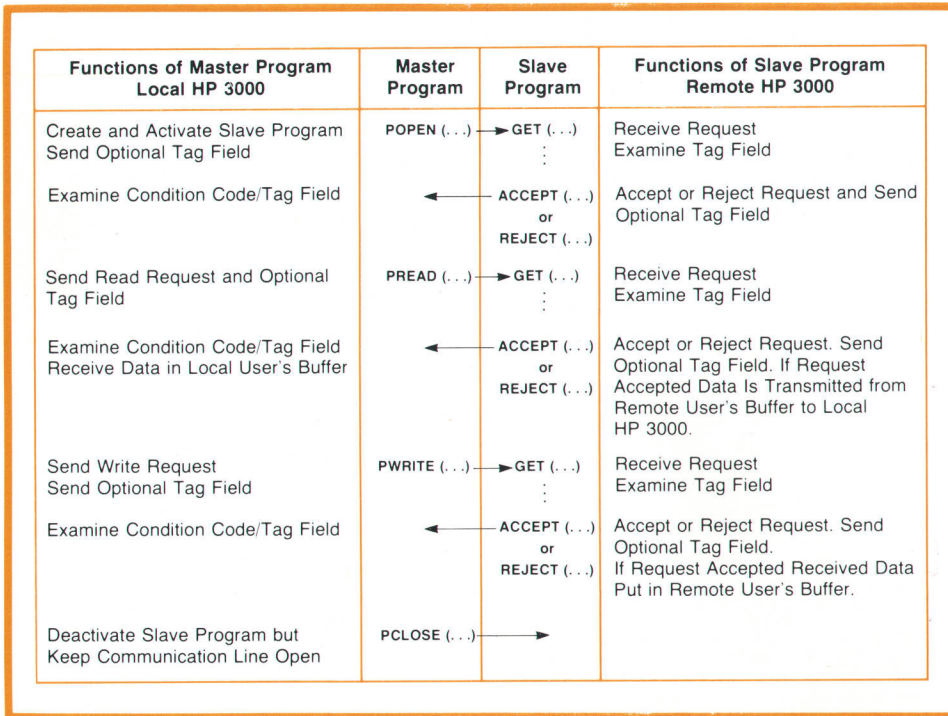 Functions of Master Program
Local HP 3000
Master
Program
Slave
Program
Functions of Slave Program
Remote HP 3000
Create and Activate Slave Program
Send Optional Tag Field
POPEN (. . .)
GET (. . .)
Receive Request
Examine Tag Field
Examine Condition Code/Tag Field
ACCEPT (. . .)
or
REJECT (. . .)
Accept or Reject Request and Send
Optional Tag Field
Send Read Request and Optional
Tag Field
PREAD (. . .)
GET (. . .)
Receive Request
Examine Tag Field
Examine Condition Code/Tag Field
Receive Data in Local User's Buffer
ACCEPT (. . .)
or
REJECT (. . .)
Accept or Reject Request. Send
Optional Tag Field. If Request
Accepted Data Is Transmitted from
Remote User's Buffer to Local
HP 3000.
Send Write Request
Send Optional Tag Field
PWRITE (. . .)
GET (. . .)
Receive Request
Examine Tag Field
Examine Condition Code/Tag Field
ACCEPT (. . .)
or
REJECT (. . .)
Accept or Reject Request. Send
Optional Tag Field.
If Request Accepted Received Data
Put in Remote User's Buffer.
Deactivate Slave Program but
Keep Communication Line Open
PCLOSE (. . .)